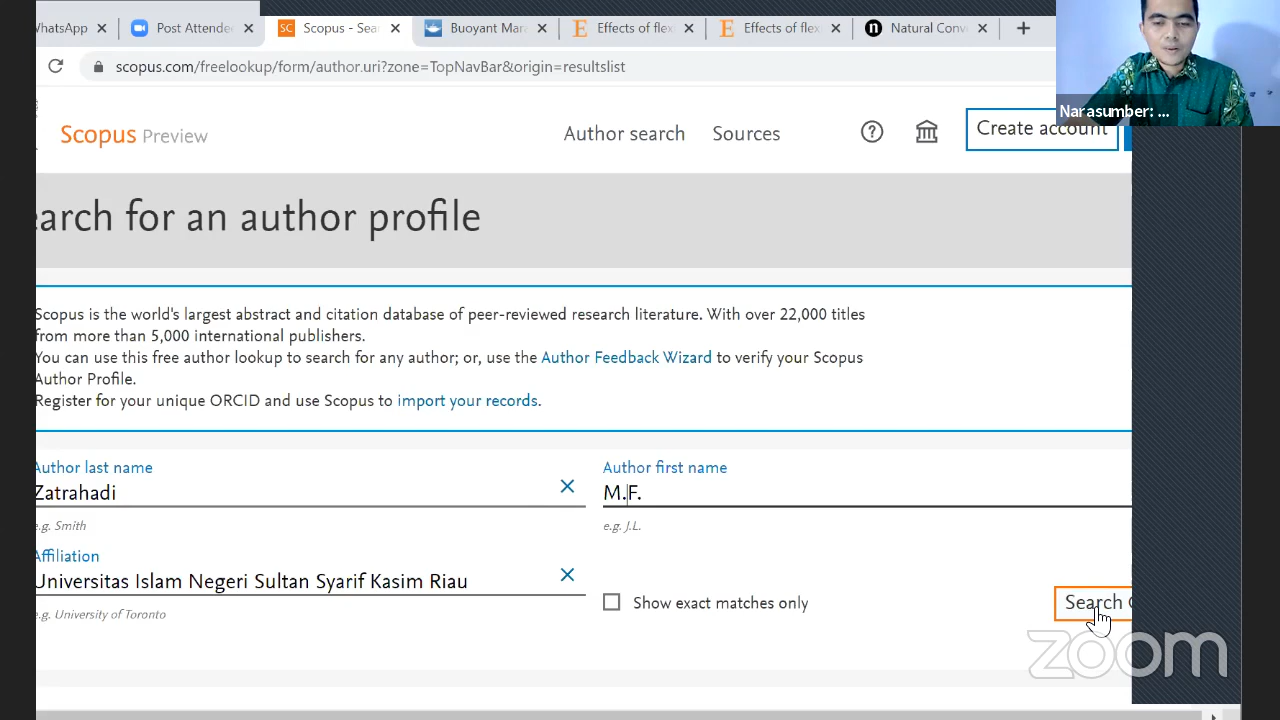 WhatsApp
Post Attende
Scopus - Sea
Buoyant Mara
Effects of flex
Effects of flex
Natural Conv
scopus.com/freelookup/form/author.uri?zone=TopNavBar&origin=resultslist
Narasumber: ...
Scopus Preview
Author search
Sources
Create account
earch for an author profile
Scopus is the world's largest abstract and citation database of peer-reviewed research literature. With over 22,000 titles
from more than 5,000 international publishers.
You can use this free author lookup to search for any author; or, use the Author Feedback Wizard to verify your Scopus
Author Profile.
Register for your unique ORCID and use Scopus to import your records.
Author last name
Zatrahadi
e.g. Smith
Author first name
M.F.
e.g. J.L.
Affiliation
Universitas Islam Negeri Sultan Syarif Kasim Riau
e.g. University of Toronto
Show exact matches only
Search
zoom